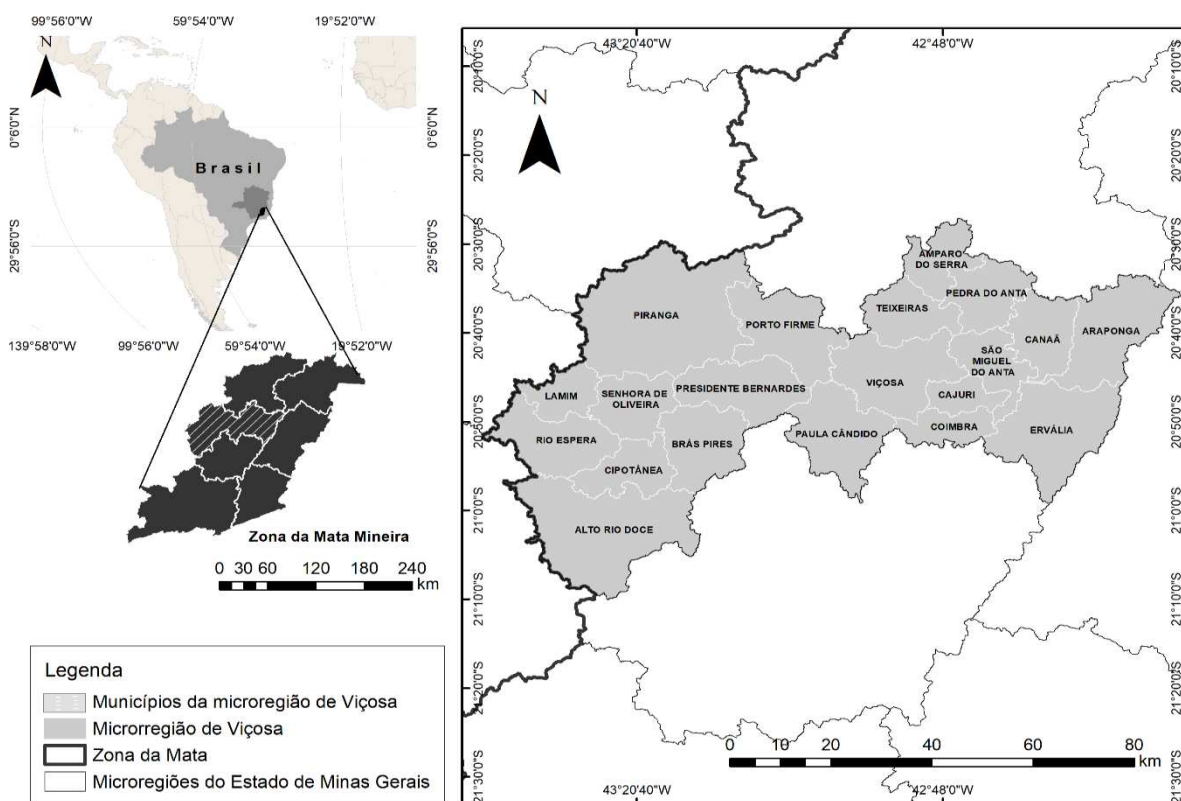 99°56'0"W 59°54'0"W 19°52'0"W
N
0°6'0"N
0°6'0"N
Brasil
29°56'0"S
29°56'0"S
139°58'0"W 99°56'0"W 59°54'0"W 19°52'0"W
Zona da Mata Mineira
0 30 60 120 180 240
km
Legenda
Municípios da microregião de Viçosa
Microrregião de Viçosa
Zona da Mata
Microregiões do Estado de Minas Gerais
43°20'40"W 42°48'0"W
N
20°10'0"S
20°20'0"S
20°30'0"S
20°40'0"S
20°50'0"S
21°0'0"S
21°10'0"S
21°20'0"S
21°30'0"S
AMPARO
DO SERRA
PEDRA DO ANTA
TEIXEIRAS
PIRANGA
PORTO FIRME
CANAÃ
ARAPONGA
SÃO
MIGUEL
DO ANTA
VIÇOSA
LAMIM
SENHORA DE
OLIVEIRA
PRESIDENTE BERNARDES
CAJURI
COIMBRA
ERVÁLIA
PAULA CÂNDIDO
RIO ESPERA
BRÁS PIRES
CIPOTÂNEA
ALTO RIO DOCE
20°10'0"S
20°20'0"S
20°30'0"S
20°40'0"S
20°50'0"S
21°0'0"S
21°10'0"S
21°20'0"S
21°30'0"S
0 10 20 40 60 80
km
43°20'40"W 42°48'0"W